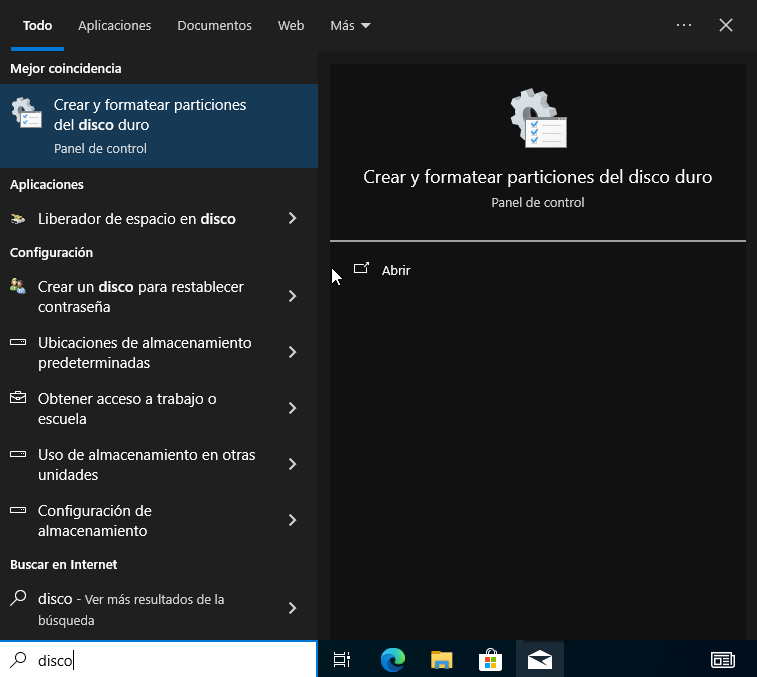 Todo Aplicaciones Documentos Web Más
Mejor coincidencia
Crear y formatear particiones
del disco duro
Panel de control
Aplicaciones
Liberador de espacio en disco
Configuración
Crear un disco para restablecer
contraseña
Ubicaciones de almacenamiento
predeterminadas
Obtener acceso a trabajo o
escuela
Uso de almacenamiento en otras
unidades
Configuración de
almacenamiento
Buscar en Internet
disco - Ver más resultados de la
búsqueda
disco
Crear y formatear particiones del disco duro
Panel de control
Abrir